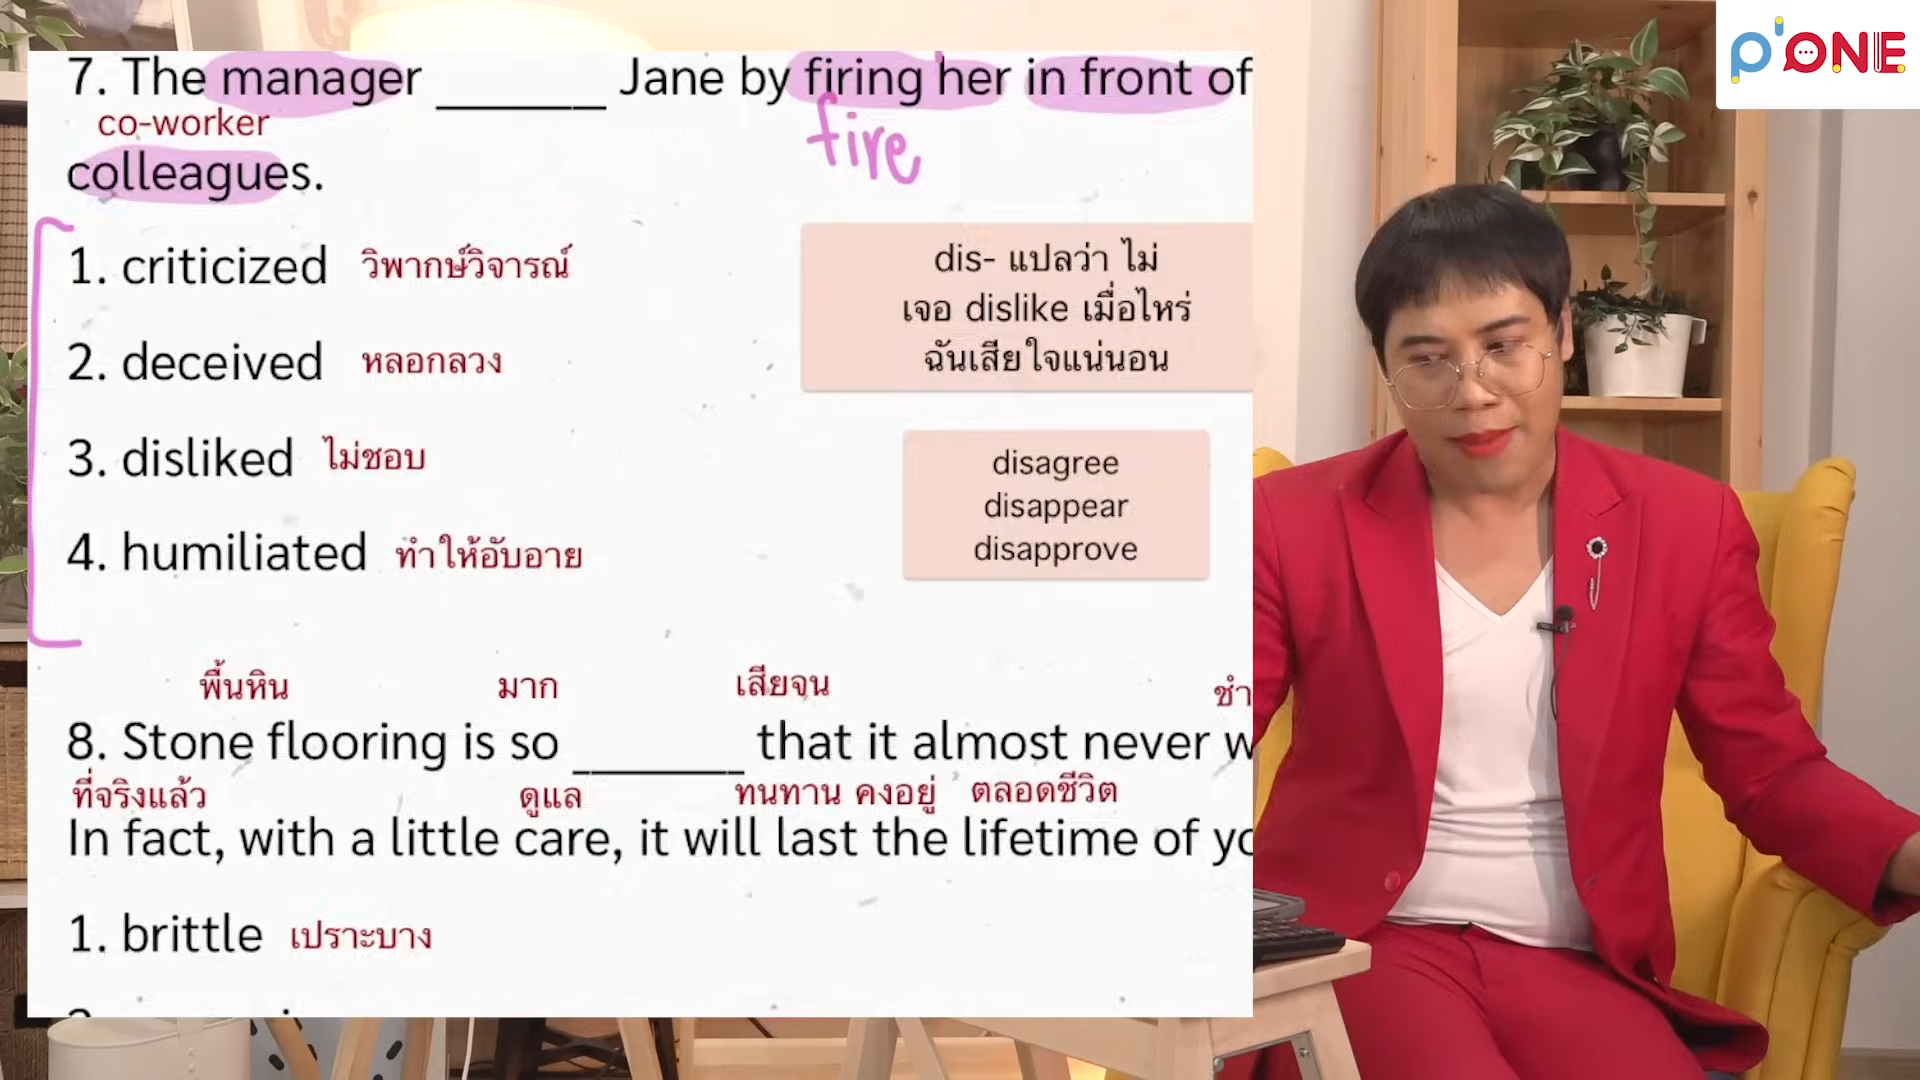 P'ONE
7. The manager ______ Jane by firing her in front of
co-worker
fire
colleagues.
1. criticized วิพากษ์วิจารณ์
2. deceived หลอกลวง
3. disliked ไม่ชอบ
4. humiliated ทำให้อับอาย
dis- แปลว่า ไม่
เจอ dislike เมื่อไหร่
ฉันเสียใจแน่นอน
disagree
disappear
disapprove
พื้นหิน มาก เสียจน ชำ
8. Stone flooring is so ______ that it almost never w
ที่จริงแล้ว ดูแล ทนทาน คงอยู่ ตลอดชีวิต
In fact, with a little care, it will last the lifetime of yo
1. brittle เปราะบาง